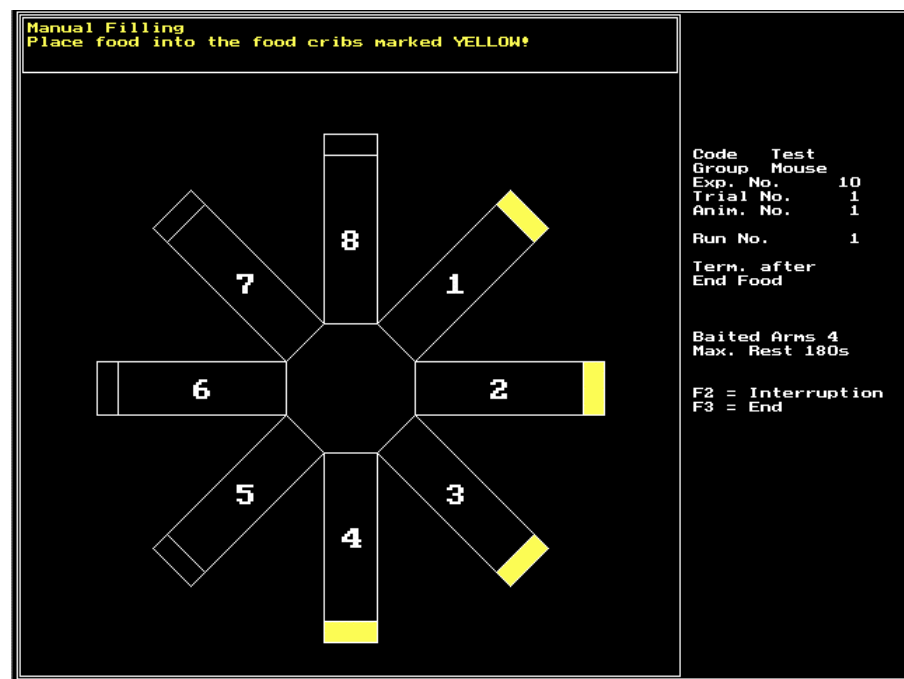 Manual Filling
Place food into the food cribs marked YELLOW!
8
7
1
6
2
5
3
4
Code Test
Group Mouse
Exp. No. 10
Trial No. 1
Anim. No. 1
Run No. 1
Term. after
End Food
Baited Arms 4
Max. Rest 180s
F2 = Interruption
F3 = End